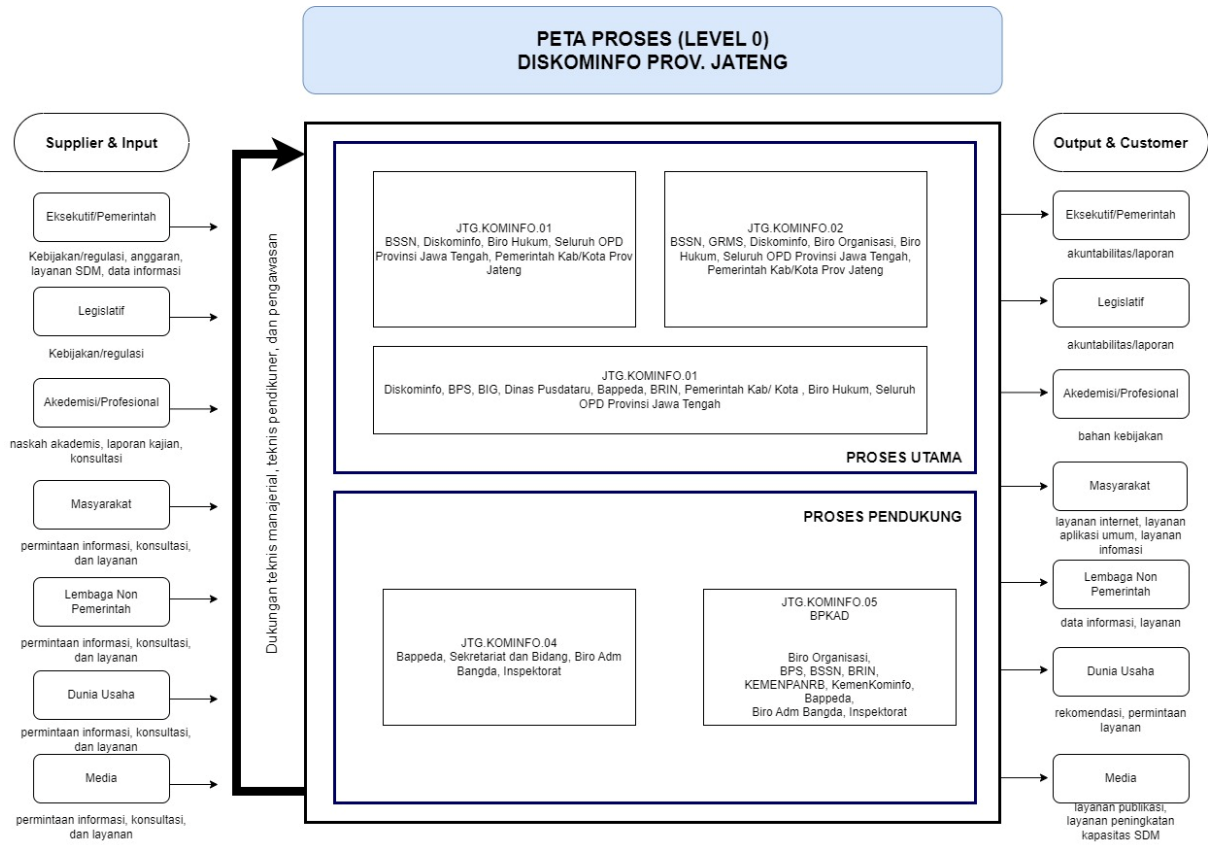 PETA PROSES (LEVEL 0)
DISKOMINFO PROV. JATENG
Supplier & Input
Eksekutif/Pemerintah
Kebijakan/regulasi, anggaran,
layanan SDM, data informasi
Legislatif
Kebijakan/regulasi
Akedemisi/Profesional
naskah akademis, laporan kajian,
konsultasi
Masyarakat
permintaan informasi, konsultasi,
dan layanan
Lembaga Non
Pemerintah
permintaan informasi, konsultasi,
dan layanan
Dunia Usaha
permintaan informasi, konsultasi,
dan layanan
Media
permintaan informasi, konsultasi,
dan layanan
Dukungan teknis manajerial, teknis pendikuner, dan pengawasan
JTG.KOMINFO.01
BSSN, Diskominfo, Biro Hukum, Seluruh OPD
Provinsi Jawa Tengah, Pemerintah Kab/Kota Prov
Jateng
JTG.KOMINFO.02
BSSN, GRMS, Diskominfo, Biro Organisasi, Biro
Hukum, Seluruh OPD Provinsi Jawa Tengah,
Pemerintah Kab/Kota Prov Jateng
JTG.KOMINFO.01
Diskominfo, BPS, BIG, Dinas Pusdataru, Bappeda, BRIN, Pemerintah Kab/ Kota , Biro Hukum, Seluruh
OPD Provinsi Jawa Tengah
PROSES UTAMA
PROSES PENDUKUNG
JTG.KOMINFO.04
Bappeda, Sekretariat dan Bidang, Biro Adm
Bangda, Inspektorat
JTG.KOMINFO.05
BPKAD
Biro Organisasi,
BPS, BSSN, BRIN,
KEMENPANRB, KemenKominfo,
Bappeda,
Biro Adm Bangda, Inspektorat
Output & Customer
Eksekutif/Pemerintah
akuntabilitas/laporan
Legislatif
akuntabilitas/laporan
Akedemisi/Profesional
bahan kebijakan
Masyarakat
layanan internet, layanan
aplikasi umum, layanan
infomasi
Lembaga Non
Pemerintah
data informasi, layanan
Dunia Usaha
rekomendasi, permintaan
layanan
Media
layanan publikasi,
layanan peningkatan
kapasitas SDM